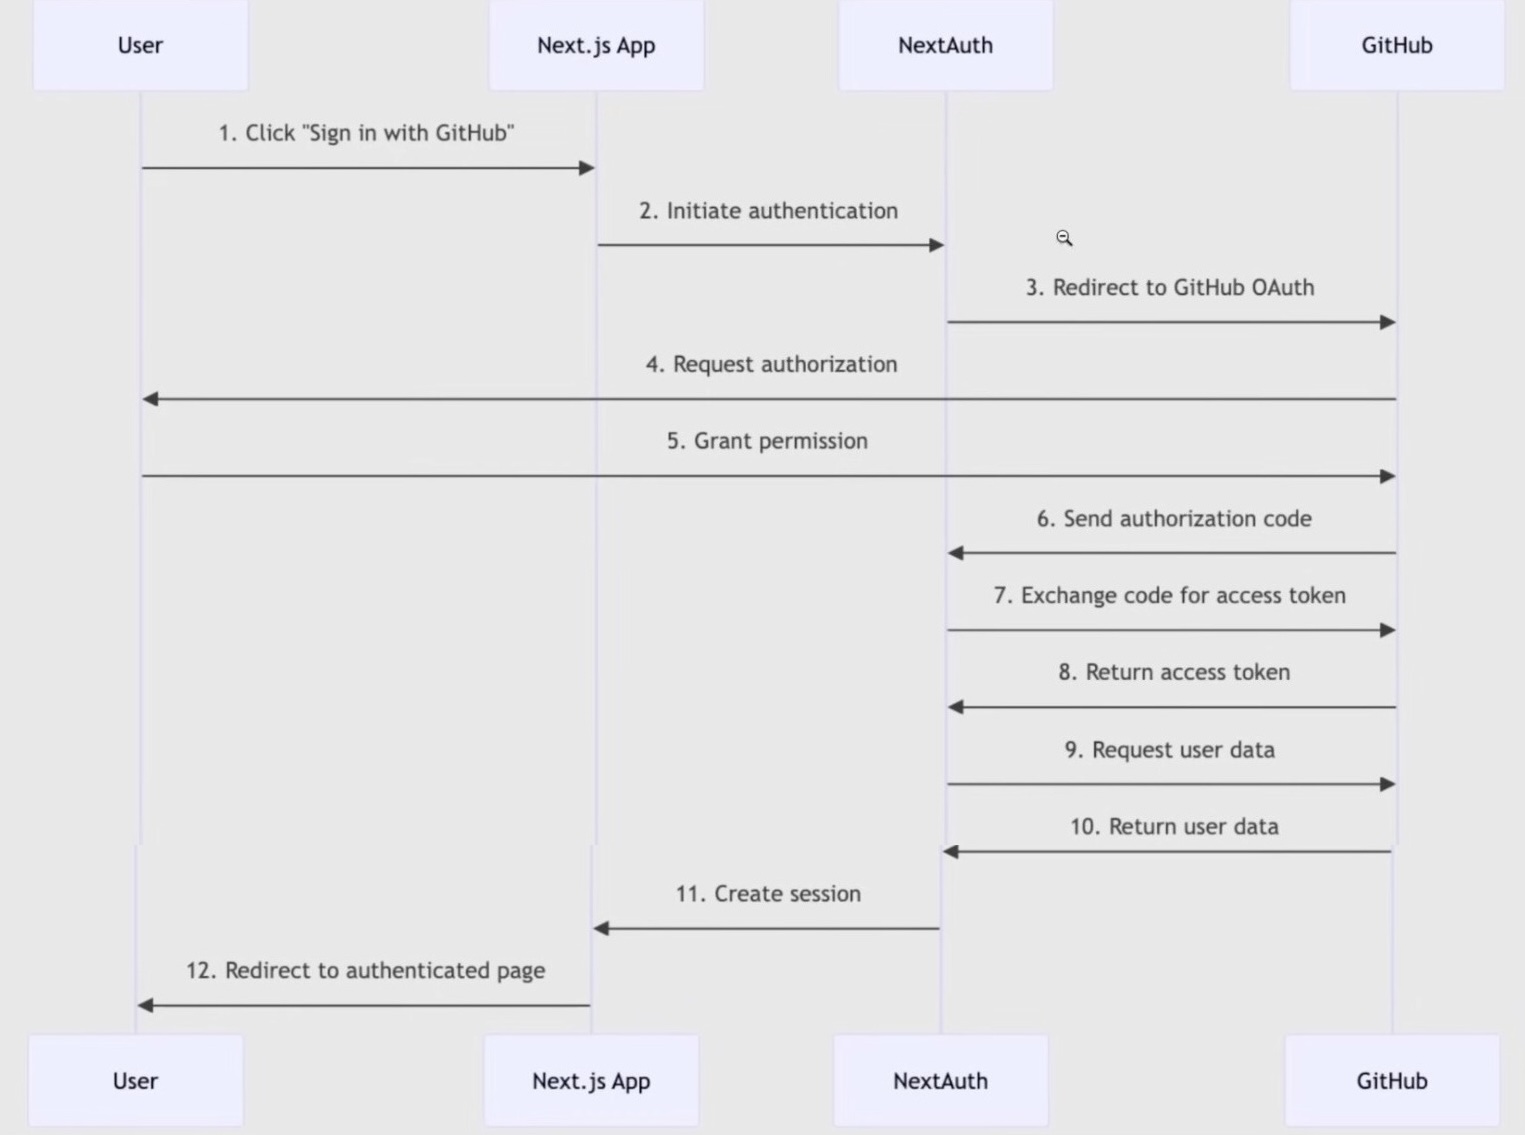 User
Next.js App
NextAuth
GitHub
1. Click "Sign in with GitHub"
2. Initiate authentication
3. Redirect to GitHub OAuth
4. Request authorization
5. Grant permission
6. Send authorization code
7. Exchange code for access token
8. Return access token
9. Request user data
10. Return user data
11. Create session
12. Redirect to authenticated page
User
Next.js App
NextAuth
GitHub